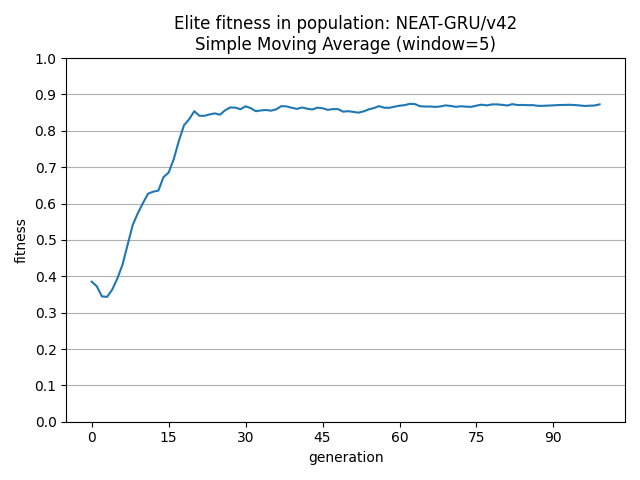 Elite fitness in population: NEAT-GRU/v42
Simple Moving Average (window=5)
fitness
1.0
0.9
0.8
0.7
0.6
0.5
0.4
0.3
0.2
0.1
0.0
0 15 30 45 60 75 90
generation